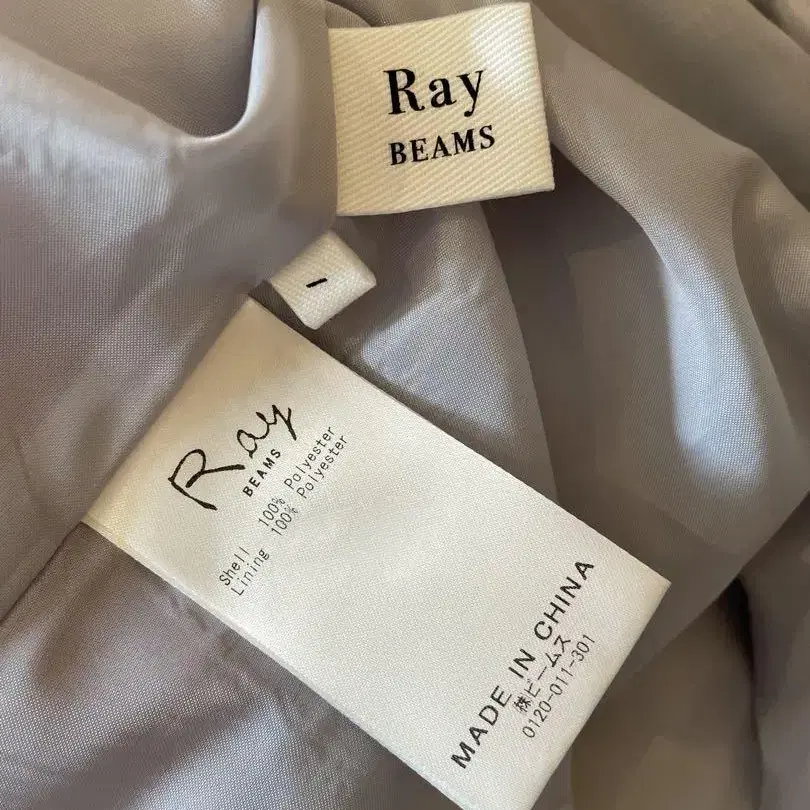 Ray
BEAMS
1
Ray
BEAMS
Shell 100% Polyester
Lining 100% Polyester
MADE IN CHINA
㈱ビームス
0120-011-301